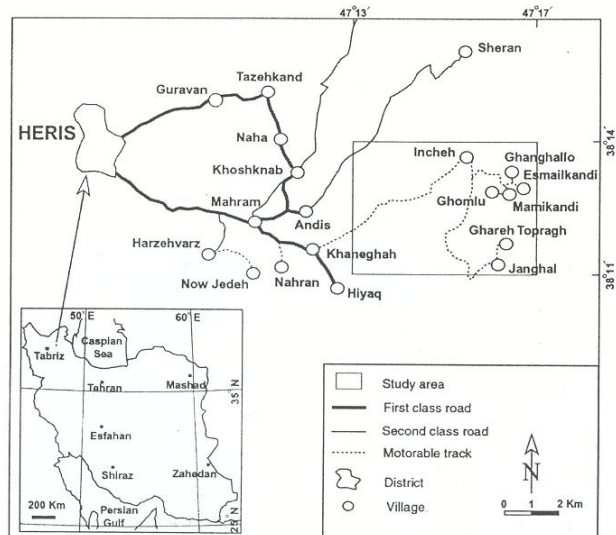 47°13′
47°17′
Sheran
Tazehkand
Guravan
HERIS
Naha
38°14′
Khoshknab
Incheh
Ghanghallo
Esmailkandi
Ghomlu
Mamikandi
Mahram
Andis
Harzehvarz
Khaneghah
Ghareh Topragh
Now Jedeh
Nahran
Hiyaq
Janghal
38°11′
50° E
60° E
Caspian
Sea
Tabriz
Tehran
Mashad
35° N
Esfahan
Shiraz
Zahedan
200 Km
Persian
Gulf
25° N
Study area
First class road
Second class road
Motorable track
District
Village
N
0 1 2 Km